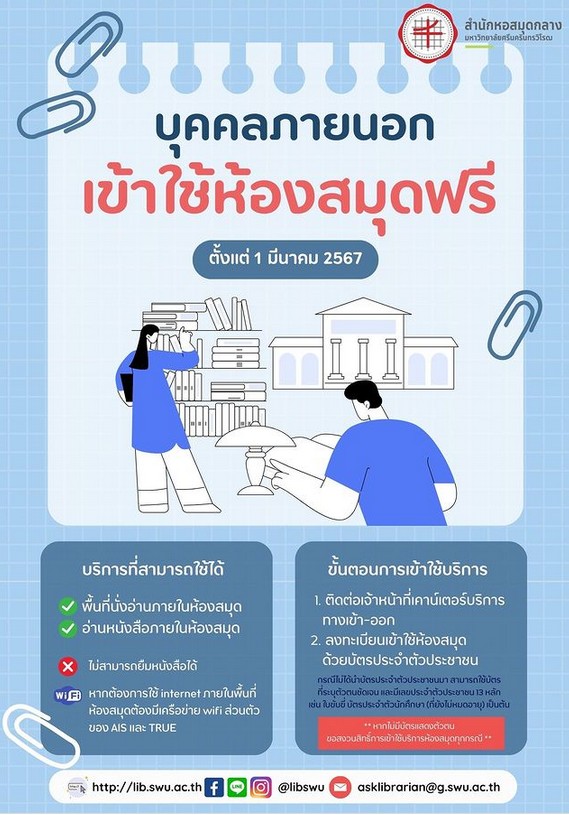 สำนักหอสมุดกลาง
มหาวิทยาลัยศรีนครินทรวิโรฒ
บุคคลภายนอก
เข้าใช้ห้องสมุดฟรี
ตั้งแต่ 1 มีนาคม 2567
บริการที่สามารถใช้ได้
พื้นที่นั่งอ่านภายในห้องสมุด
อ่านหนังสือภายในห้องสมุด
ไม่สามารถยืมหนังสือได้
WiFi
หากต้องการใช้ internet ภายในพื้นที่
ห้องสมุดต้องมีเครือข่าย wifi ส่วนตัว
ของ AIS และ TRUE
ขั้นตอนการเข้าใช้บริการ
1. ติดต่อเจ้าหน้าที่เคาน์เตอร์บริการ
ทางเข้า-ออก
2. ลงทะเบียนเข้าใช้ห้องสมุด
ด้วยบัตรประจำตัวประชาชน
กรณีไม่ได้นำบัตรประจำตัวประชาชนมา สามารถใช้บัตร
ที่ระบุตัวตนชัดเจน และมีเลขประจำตัวประชาชน 13 หลัก
เช่น ใบขับขี่ บัตรประจำตัวนักศึกษา (ที่ยังไม่หมดอายุ) เป็นต้น
** หากไม่มีบัตรแสดงตัวตน
ขอสงวนสิทธิ์การเข้าใช้บริการห้องสมุดทุกกรณี **
http://lib.swu.ac.th
LINE
@libswu
asklibrarian@g.swu.ac.th